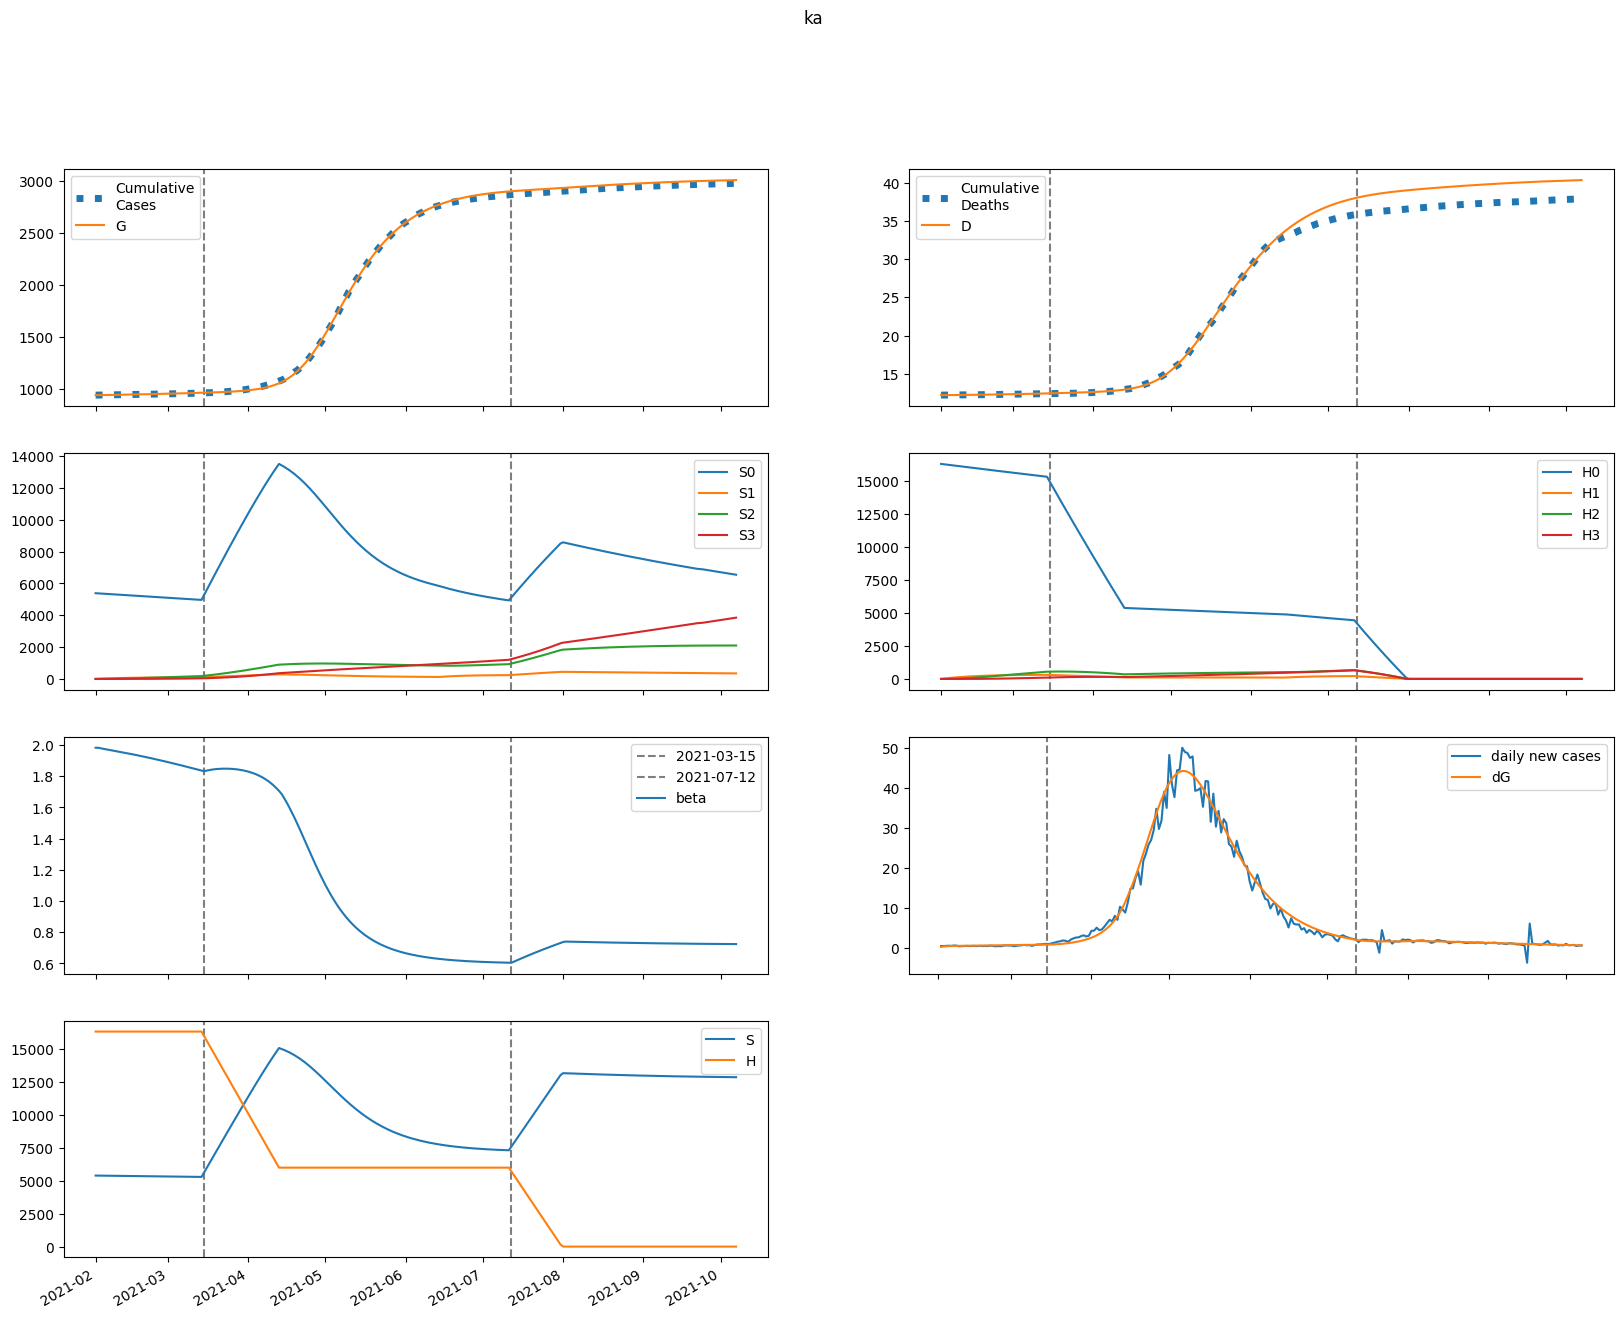 ka
3000
2500
2000
1500
1000
Cumulative
Cases
G
40
35
30
25
20
15
Cumulative
Deaths
D
14000
12000
10000
8000
6000
4000
2000
0
S0
S1
S2
S3
15000
12500
10000
7500
5000
2500
0
H0
H1
H2
H3
2.0
1.8
1.6
1.4
1.2
1.0
0.8
0.6
2021-03-15
2021-07-12
beta
50
40
30
20
10
0
daily new cases
dG
15000
12500
10000
7500
5000
2500
0
S
H
2021-02
2021-03
2021-04
2021-05
2021-06
2021-07
2021-08
2021-09
2021-10